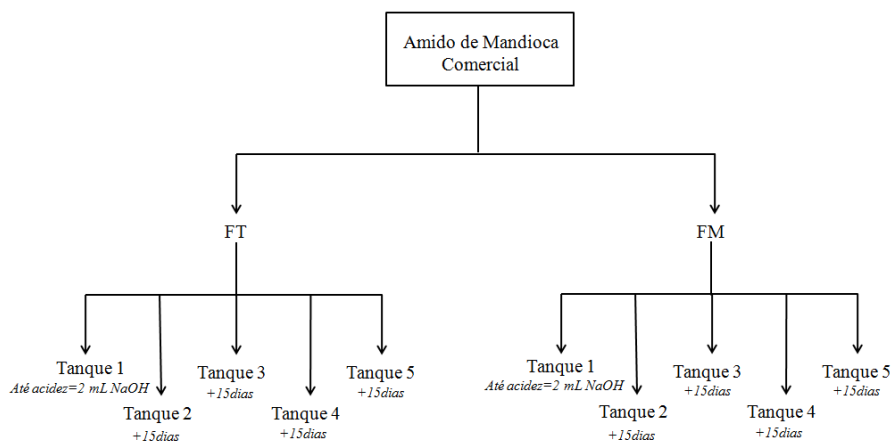 Amido de Mandioca
Comercial
FT
FM
Tanque 1
Até acidez=2 mL NaOH
Tanque 2
+15dias
Tanque 3
+15dias
Tanque 4
+15dias
Tanque 5
+15dias
Tanque 1
Até acidez=2 mL NaOH
Tanque 2
+15dias
Tanque 3
+15dias
Tanque 4
+15dias
Tanque 5
+15dias